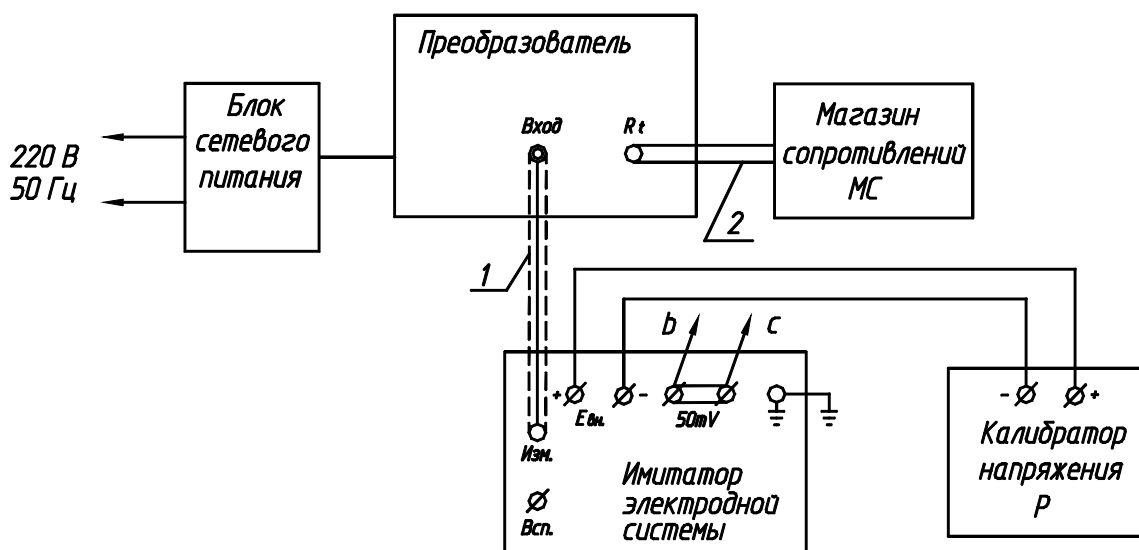 Преобразователь
Блок
сетевого
питания
220 В
50 Гц
Вход
R t
Магазин
сопротивлений
МС
2
1
b
c
+
-
Eвн.
50mV
Изм.
Всп.
Имитатор
электродной
системы
-
+
Калибратор
напряжения
Р